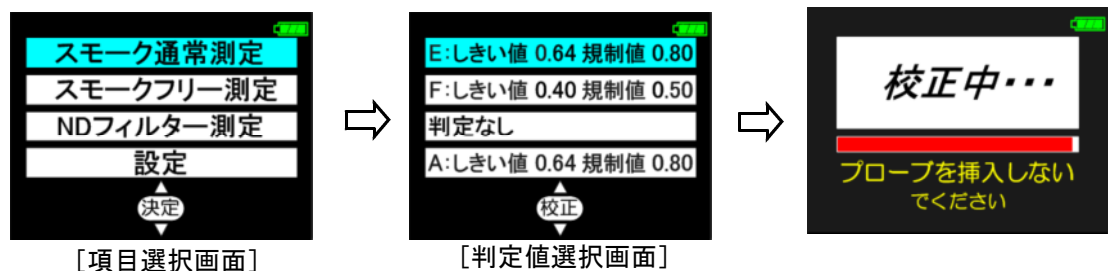 スモーク通常測定
スモークフリー測定
NDフィルター測定
設定
決定
[項目選択画面]
E:しきい値 0.64 規制値 0.80
F:しきい値 0.40 規制値 0.50
判定なし
A:しきい値 0.64 規制値 0.80
校正
[判定値選択画面]
校正中･･･
プローブを挿入しない
でください